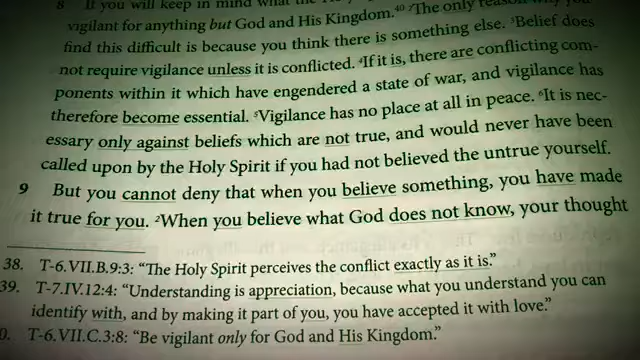 8 If you will keep in mind what the
vigilant for anything but God and His Kingdom.⁴⁰ ²The only reason why you
find this difficult is because you think there is something else. ³Belief does
not require vigilance unless it is conflicted. ⁴If it is, there are conflicting com-
ponents within it which have engendered a state of war, and vigilance has
therefore become essential. ⁵Vigilance has no place at all in peace. ⁶It is nec-
essary only against beliefs which are not true, and would never have been
called upon by the Holy Spirit if you had not believed the untrue yourself.
9 But you cannot deny that when you believe something, you have made
it true for you. ²When you believe what God does not know, your thought
38. T-6.VII.B.9:3: “The Holy Spirit perceives the conflict exactly as it is.”
39. T-7.IV.12:4: “Understanding is appreciation, because what you understand you can
identify with, and by making it part of you, you have accepted it with love.”
0. T-6.VII.C.3:8: “Be vigilant only for God and His Kingdom.”